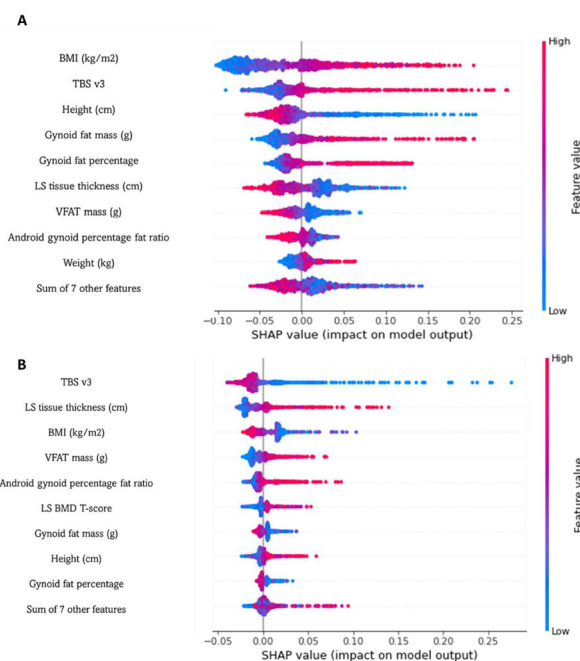 A
High
BMI (kg/m2)
TBS v3
Height (cm)
Gynoid fat mass (g)
Gynoid fat percentage
LS tissue thickness (cm)
VFAT mass (g)
Android gynoid percentage fat ratio
Weight (kg)
Sum of 7 other features
Feature value
Low
−0.10 −0.05 0.00 0.05 0.10 0.15 0.20 0.25
SHAP value (impact on model output)
B
High
TBS v3
LS tissue thickness (cm)
BMI (kg/m2)
VFAT mass (g)
Android gynoid percentage fat ratio
LS BMD T-score
Gynoid fat mass (g)
Height (cm)
Gynoid fat percentage
Sum of 7 other features
Feature value
Low
−0.05 0.00 0.05 0.10 0.15 0.20 0.25
SHAP value (impact on model output)